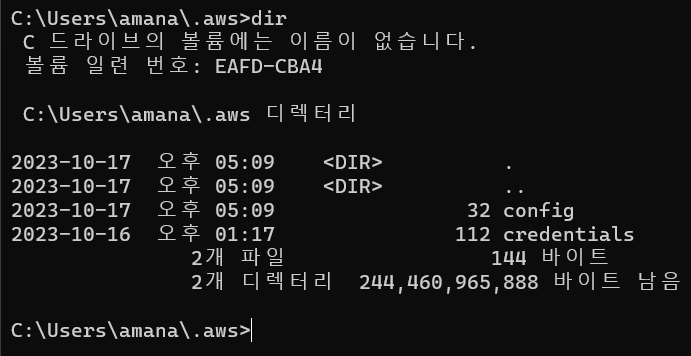 C:\Users\amana\.aws>dir
C 드라이브의 볼륨에는 이름이 없습니다.
볼륨 일련 번호: EAFD-CBA4
C:\Users\amana\.aws 디렉터리
2023-10-17  오후 05:09    <DIR>          .
2023-10-17  오후 05:09    <DIR>          ..
2023-10-17  오후 05:09                32 config
2023-10-16  오후 01:17               112 credentials
2개 파일                 144 바이트
2개 디렉터리  244,460,965,888 바이트 남음
C:\Users\amana\.aws>